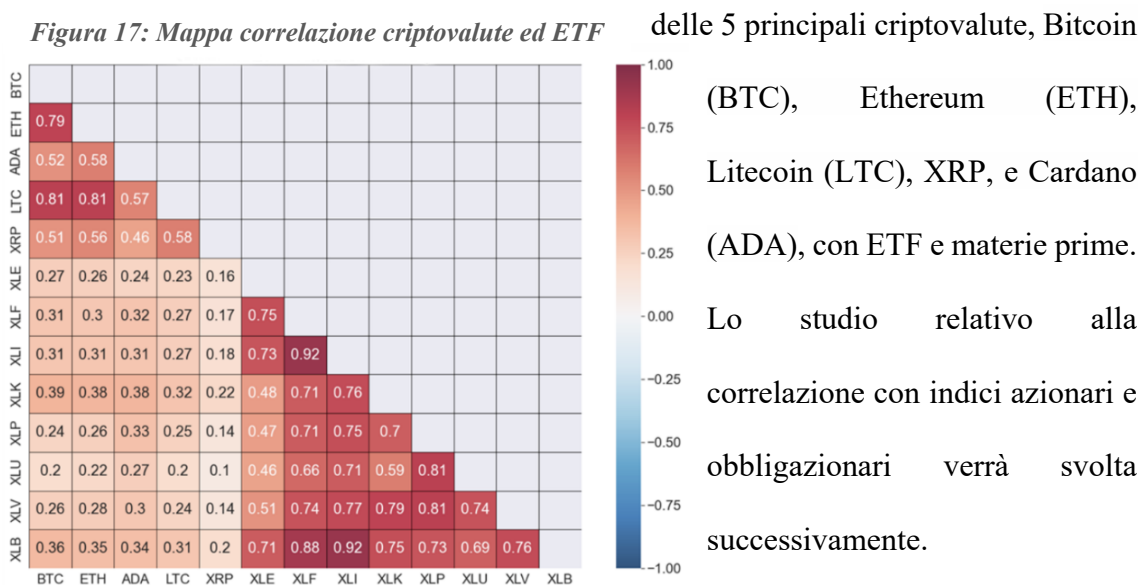 Figura 17: Mappa correlazione criptovalute ed ETF
BTC
ETH 0.79
ADA 0.52 0.58
LTC 0.81 0.81 0.57
XRP 0.51 0.56 0.46 0.58
XLE 0.27 0.26 0.24 0.23 0.16
XLF 0.31 0.3 0.32 0.27 0.17 0.75
XLI 0.31 0.31 0.31 0.27 0.18 0.73 0.92
XLK 0.39 0.38 0.38 0.32 0.22 0.48 0.71 0.76
XLP 0.24 0.26 0.33 0.25 0.14 0.47 0.71 0.75 0.7
XLU 0.2 0.22 0.27 0.2 0.1 0.46 0.66 0.71 0.59 0.81
XLV 0.26 0.28 0.3 0.24 0.14 0.51 0.74 0.77 0.79 0.81 0.74
XLB 0.36 0.35 0.34 0.31 0.2 0.71 0.88 0.92 0.75 0.73 0.69 0.76
BTC ETH ADA LTC XRP XLE XLF XLI XLK XLP XLU XLV XLB
1.00
0.75
0.50
0.25
0.00
−0.25
−0.50
−0.75
−1.00
delle 5 principali criptovalute, Bitcoin
(BTC), Ethereum (ETH),
Litecoin (LTC), XRP, e Cardano
(ADA), con ETF e materie prime.
Lo studio relativo alla
correlazione con indici azionari e
obbligazionari verrà svolta
successivamente.